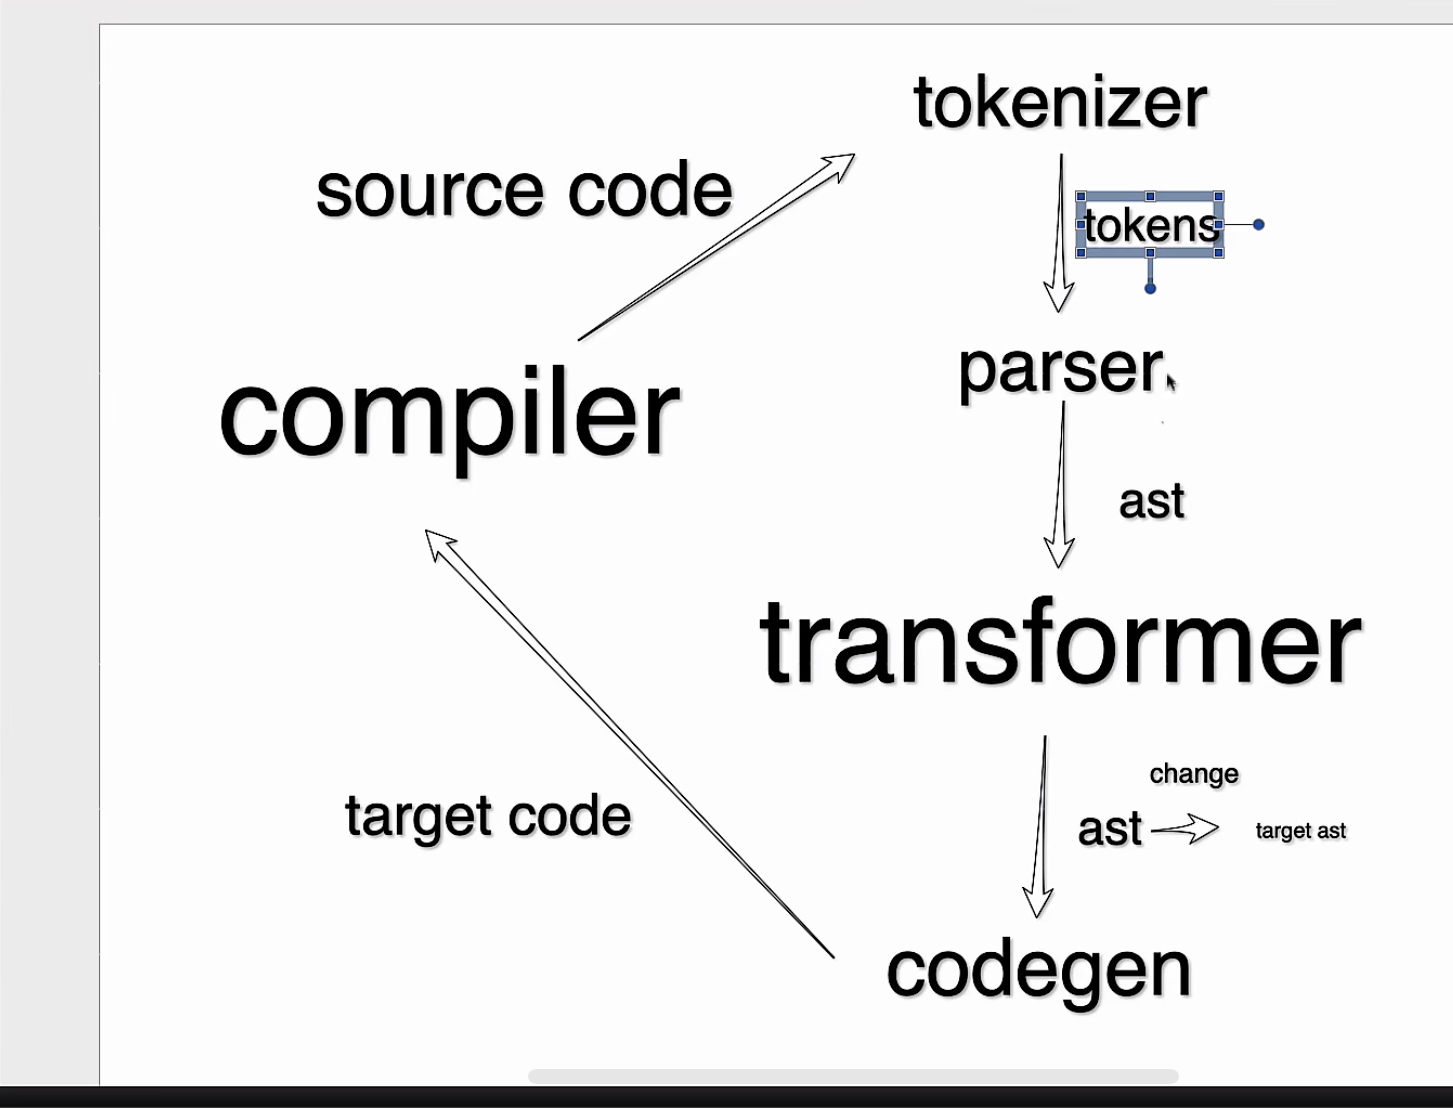 tokenizer
source code
tokens
parser
compiler
ast
transformer
change
target code
ast
target ast
codegen